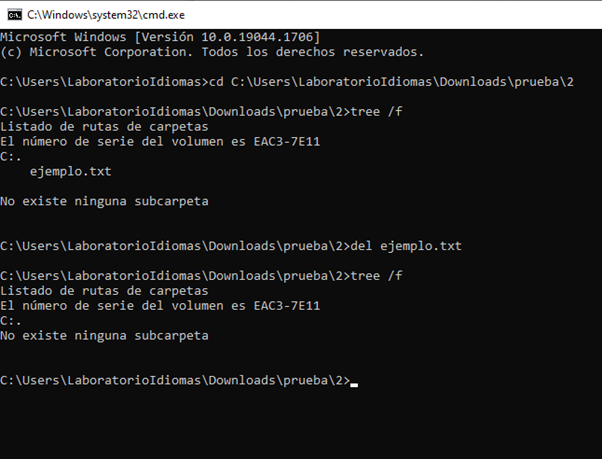 C:\Windows\system32\cmd.exe
Microsoft Windows [Versión 10.0.19044.1706]
(c) Microsoft Corporation. Todos los derechos reservados.
C:\Users\LaboratorioIdiomas>cd C:\Users\LaboratorioIdiomas\Downloads\prueba\2
C:\Users\LaboratorioIdiomas\Downloads\prueba\2>tree /f
Listado de rutas de carpetas
El número de serie del volumen es EAC3-7E11
C:.
    ejemplo.txt
No existe ninguna subcarpeta
C:\Users\LaboratorioIdiomas\Downloads\prueba\2>del ejemplo.txt
C:\Users\LaboratorioIdiomas\Downloads\prueba\2>tree /f
Listado de rutas de carpetas
El número de serie del volumen es EAC3-7E11
C:.
No existe ninguna subcarpeta
C:\Users\LaboratorioIdiomas\Downloads\prueba\2>